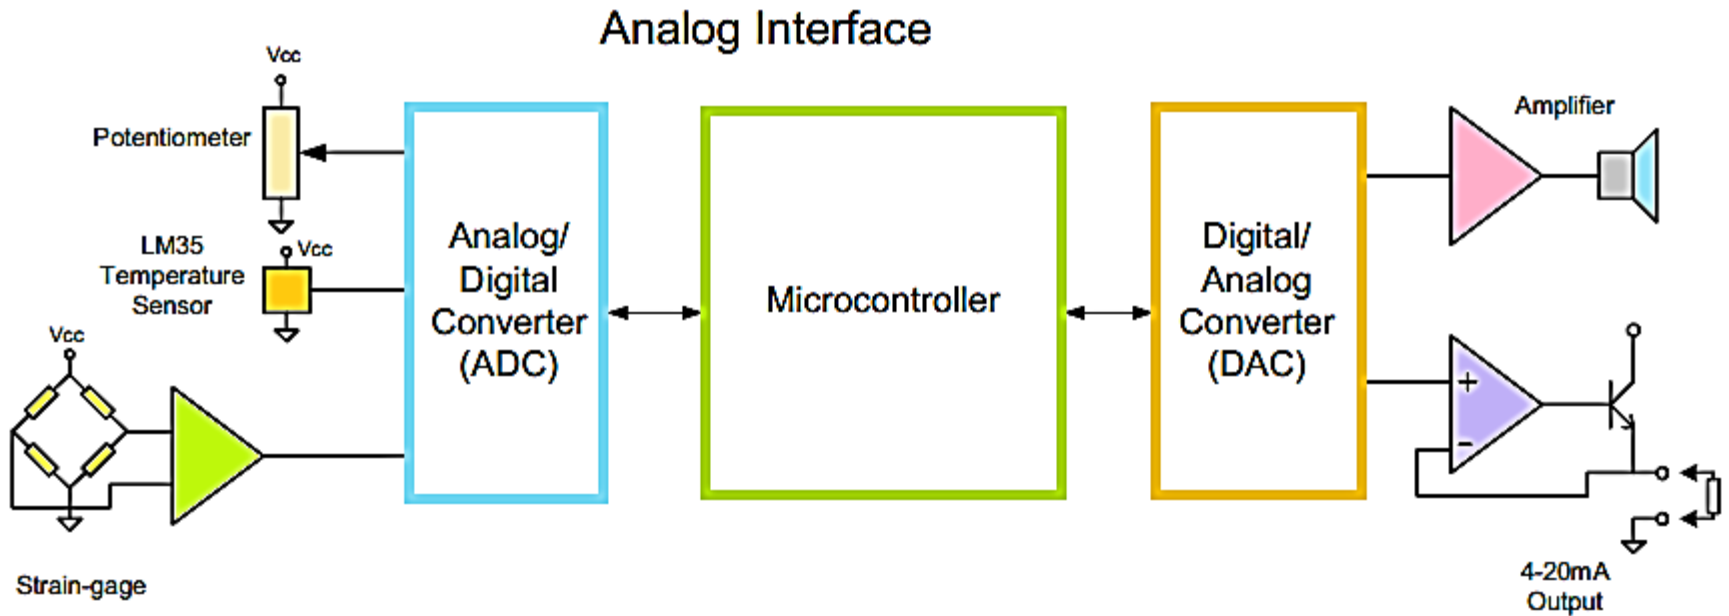 Analog Interface
Vcc
Potentiometer
LM35
Temperature
Sensor
Vcc
Vcc
Strain-gage
Analog/
Digital
Converter
(ADC)
Microcontroller
Digital/
Analog
Converter
(DAC)
Amplifier
+
-
4-20mA
Output